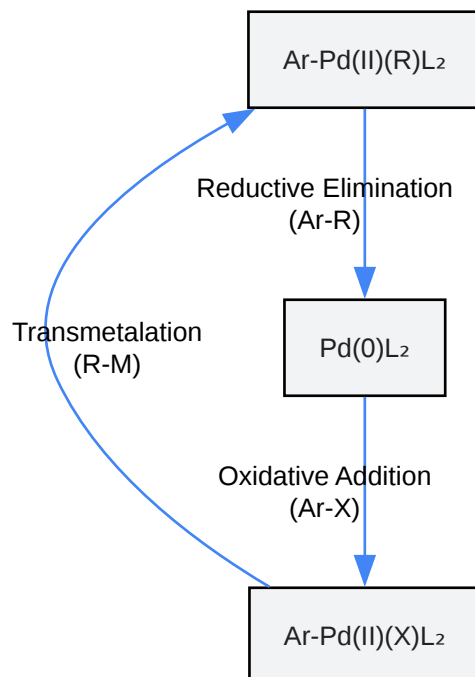 Ar-Pd(II)(R)L₂
Reductive Elimination
(Ar-R)
Transmetalation
(R-M)
Pd(0)L₂
Oxidative Addition
(Ar-X)
Ar-Pd(II)(X)L₂